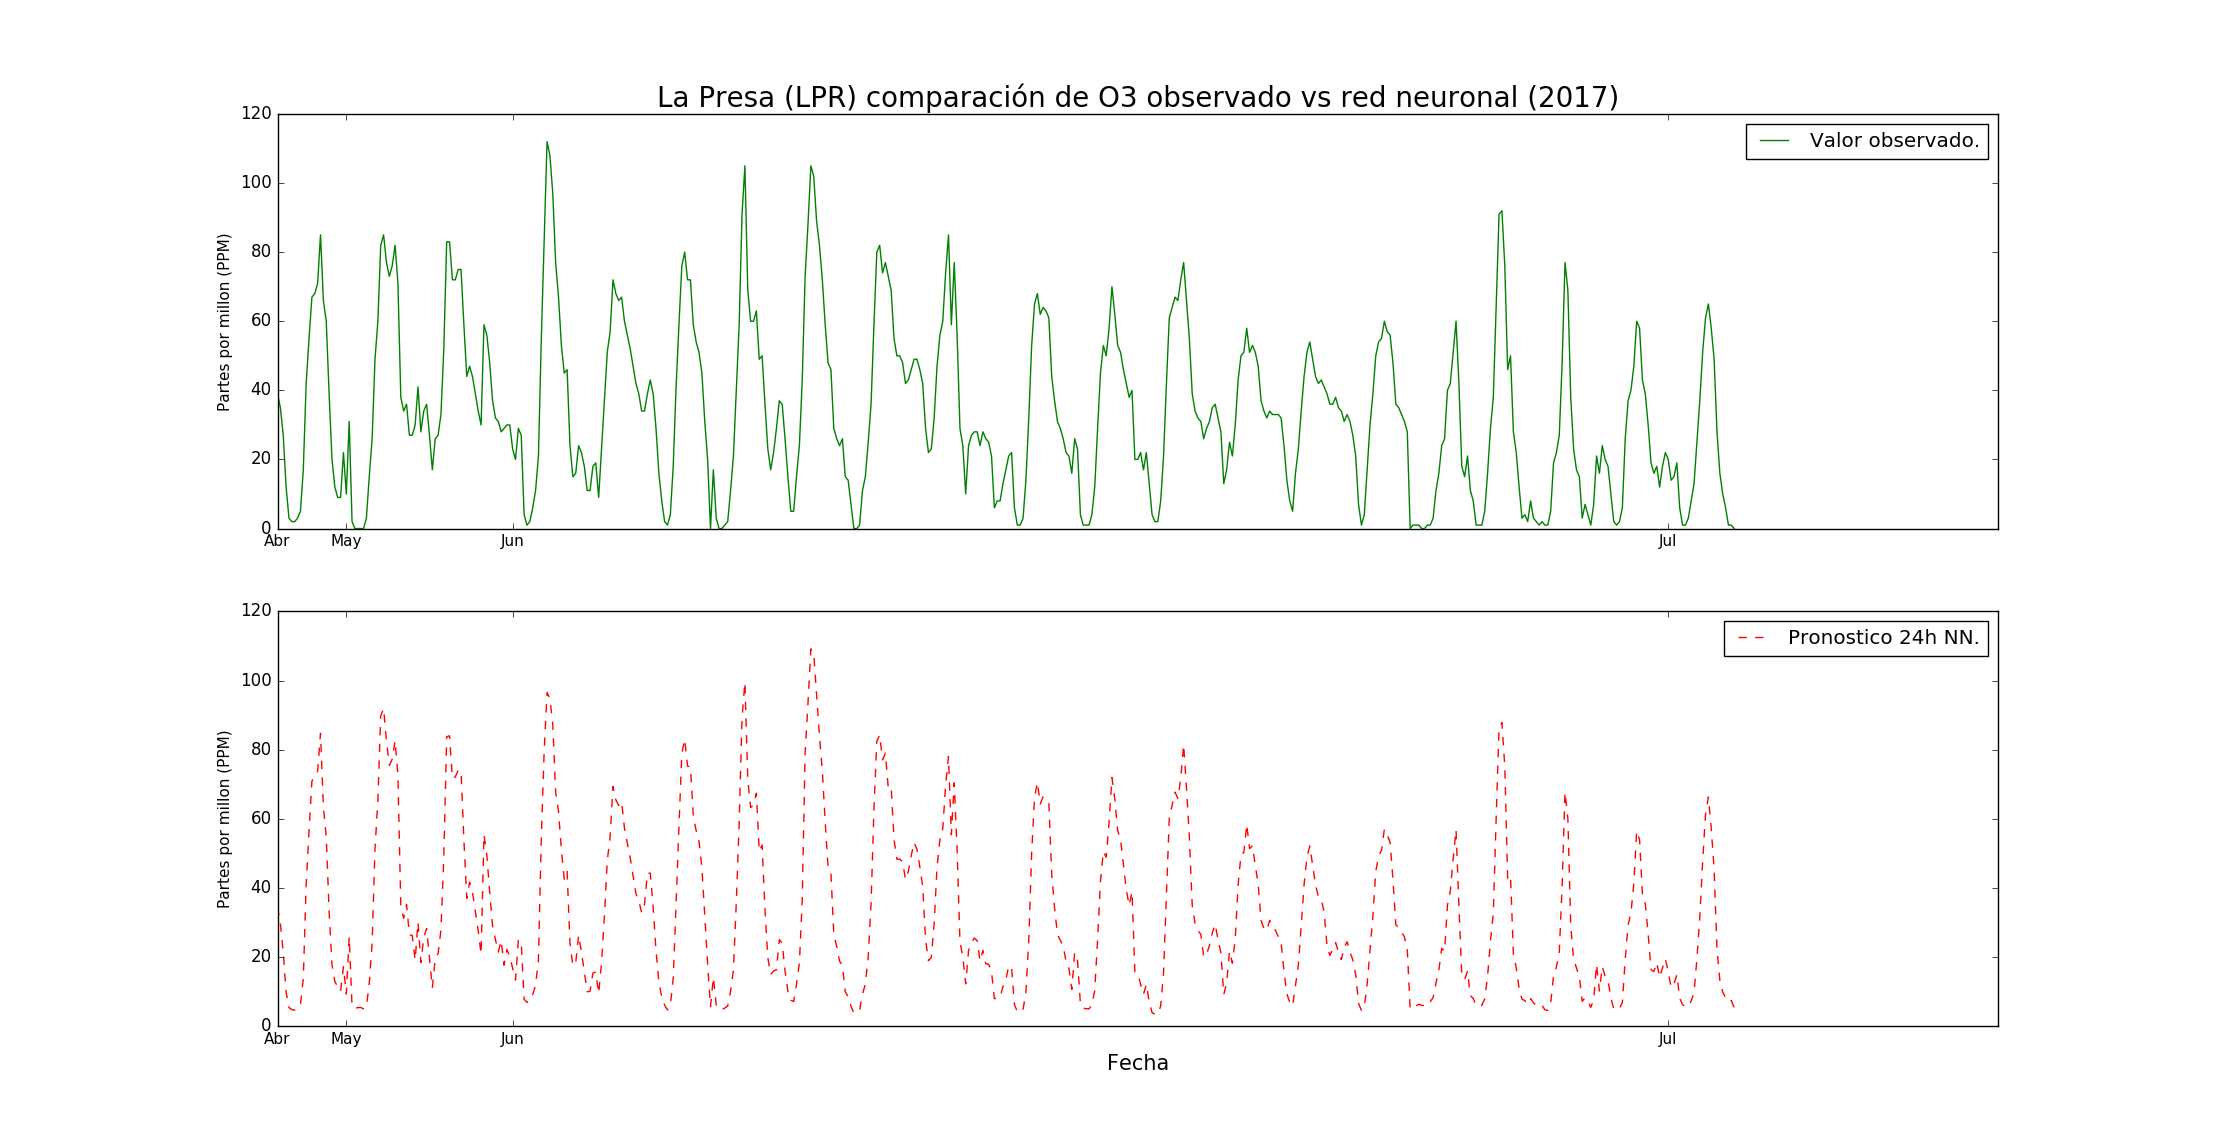 La Presa (LPR) comparación de O3 observado vs red neuronal (2017)
120
100
80
60
40
20
0
Partes por millon (PPM)
Valor observado.
Abr May Jun Jul
120
100
80
60
40
20
0
Partes por millon (PPM)
Pronostico 24h NN.
Abr May Jun Jul
Fecha